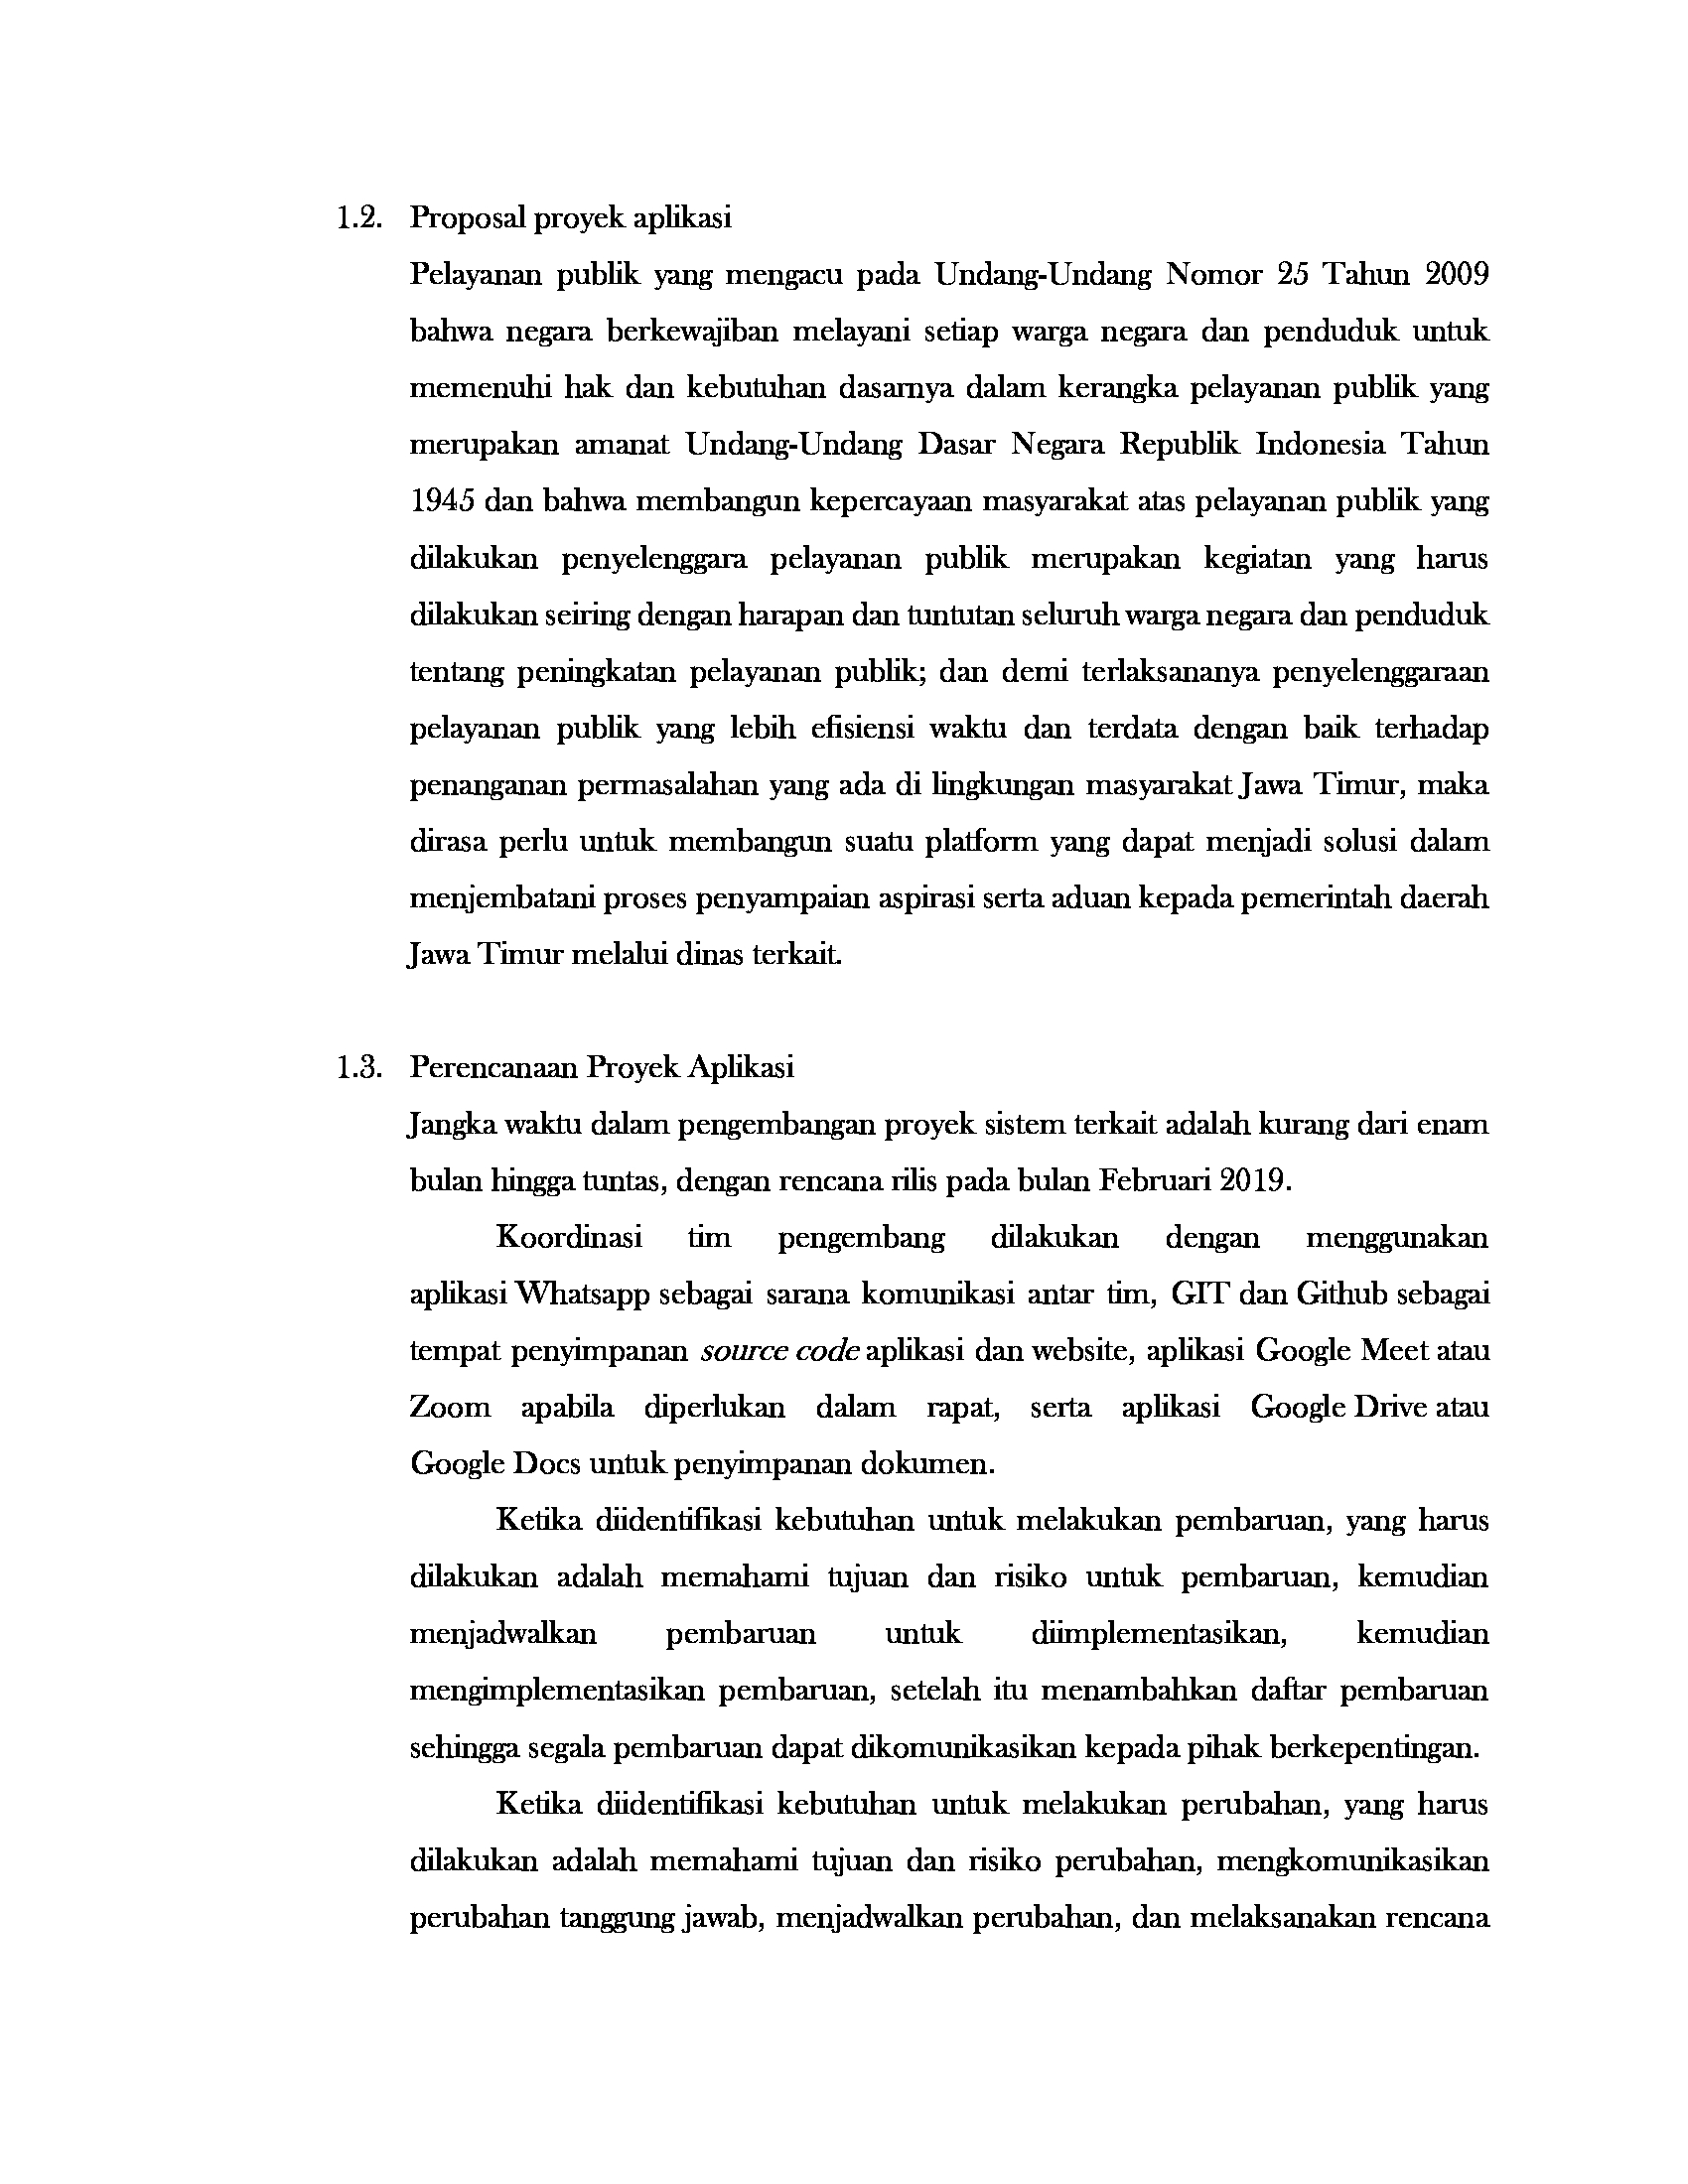 1.2. Proposal proyek aplikasi
Pelayanan publik yang mengacu pada Undang-Undang Nomor 25 Tahun 2009
bahwa negara berkewajiban melayani setiap warga negara dan penduduk untuk
memenuhi hak dan kebutuhan dasarnya dalam kerangka pelayanan publik yang
merupakan amanat Undang-Undang Dasar Negara Republik Indonesia Tahun
1945 dan bahwa membangun kepercayaan masyarakat atas pelayanan publik yang
dilakukan penyelenggara pelayanan publik merupakan kegiatan yang harus
dilakukan seiring dengan harapan dan tuntutan seluruh warga negara dan penduduk
tentang peningkatan pelayanan publik; dan demi terlaksananya penyelenggaraan
pelayanan publik yang lebih efisiensi waktu dan terdata dengan baik terhadap
penanganan permasalahan yang ada di lingkungan masyarakat Jawa Timur, maka
dirasa perlu untuk membangun suatu platform yang dapat menjadi solusi dalam
menjembatani proses penyampaian aspirasi serta aduan kepada pemerintah daerah
Jawa Timur melalui dinas terkait.
1.3. Perencanaan Proyek Aplikasi
Jangka waktu dalam pengembangan proyek sistem terkait adalah kurang dari enam
bulan hingga tuntas, dengan rencana rilis pada bulan Februari 2019.
Koordinasi tim pengembang dilakukan dengan menggunakan
aplikasi Whatsapp sebagai sarana komunikasi antar tim, GIT dan Github sebagai
tempat penyimpanan source code aplikasi dan website, aplikasi Google Meet atau
Zoom apabila diperlukan dalam rapat, serta aplikasi Google Drive atau
Google Docs untuk penyimpanan dokumen.
Ketika diidentifikasi kebutuhan untuk melakukan pembaruan, yang harus
dilakukan adalah memahami tujuan dan risiko untuk pembaruan, kemudian
menjadwalkan pembaruan untuk diimplementasikan, kemudian
mengimplementasikan pembaruan, setelah itu menambahkan daftar pembaruan
sehingga segala pembaruan dapat dikomunikasikan kepada pihak berkepentingan.
Ketika diidentifikasi kebutuhan untuk melakukan perubahan, yang harus
dilakukan adalah memahami tujuan dan risiko perubahan, mengkomunikasikan
perubahan tanggung jawab, menjadwalkan perubahan, dan melaksanakan rencana